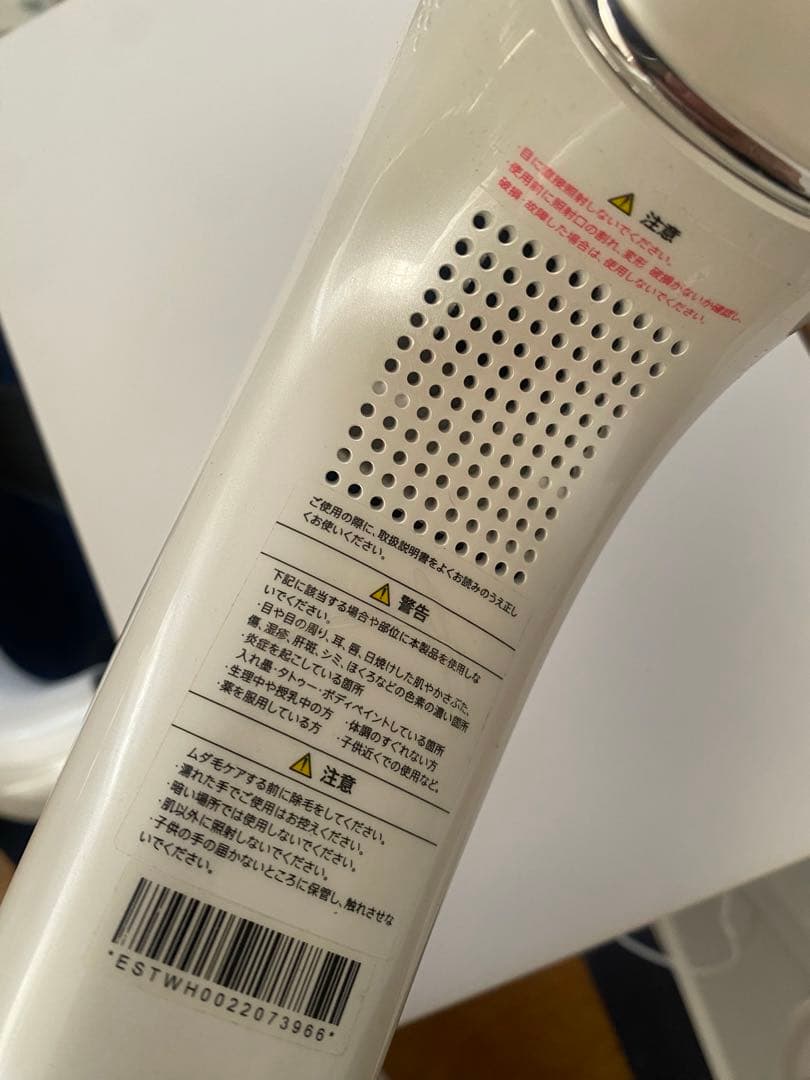 ⚠ 注意
・目に直接照射しないでください。
・使用前に照射口の割れ、変形、破損がないか確認し、
破損・故障した場合は、使用しないでください。
ご使用の際に、取扱説明書をよくお読みのうえ正し
くお使いください。
⚠ 警告
下記に該当する場合や部位に本製品を使用しな
いでください。
・目や目の周り、耳、唇、日焼けした肌やかさぶた、
傷、湿疹、肝斑、シミ、ほくろなどの色素の濃い箇所
・炎症を起こしている箇所
入れ墨・タトゥー・ボディペイントしている箇所
・生理中や授乳中の方 ・体調のすぐれない方
・薬を服用している方 ・子供近くでの使用など。
⚠ 注意
ムダ毛ケアする前に除毛をしてください。
・濡れた手でご使用はお控えください。
・暗い場所では使用しないでください。
・肌以外に照射しないでください。
・子供の手の届かないところに保管し、触れさせな
いでください。
*ESTWH0022073966*